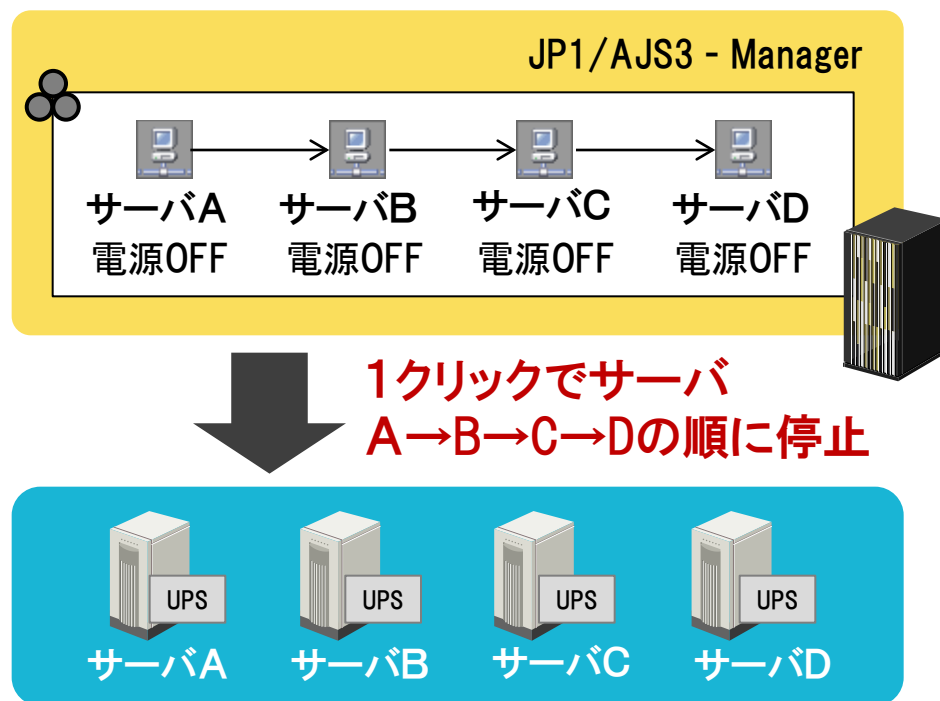 JP1/AJS3 - Manager
サーバA サーバB サーバC サーバD
電源OFF 電源OFF 電源OFF 電源OFF
1クリックでサーバ
A→B→C→Dの順に停止
UPS UPS UPS UPS
サーバA サーバB サーバC サーバD